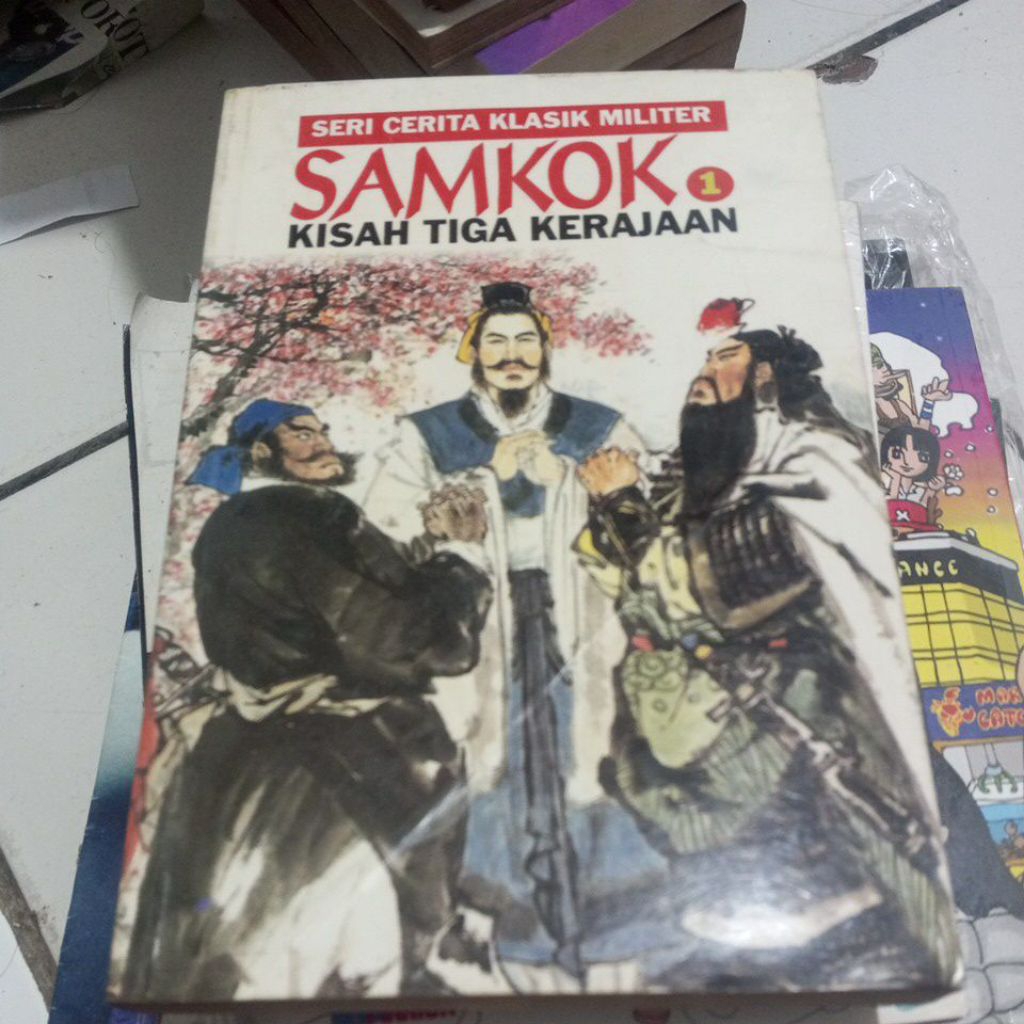 SERI CERITA KLASIK MILITER
SAMKOK 1
KISAH TIGA KERAJAAN